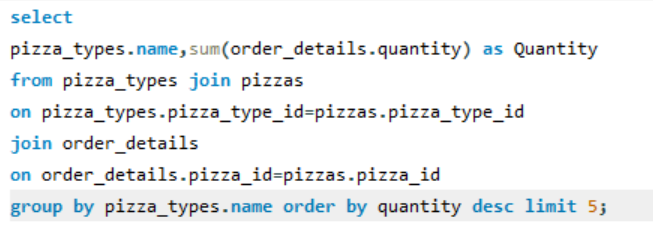 select
pizza_types.name,sum(order_details.quantity) as Quantity
from pizza_types join pizzas
on pizza_types.pizza_type_id=pizzas.pizza_type_id
join order_details
on order_details.pizza_id=pizzas.pizza_id
group by pizza_types.name order by quantity desc limit 5;